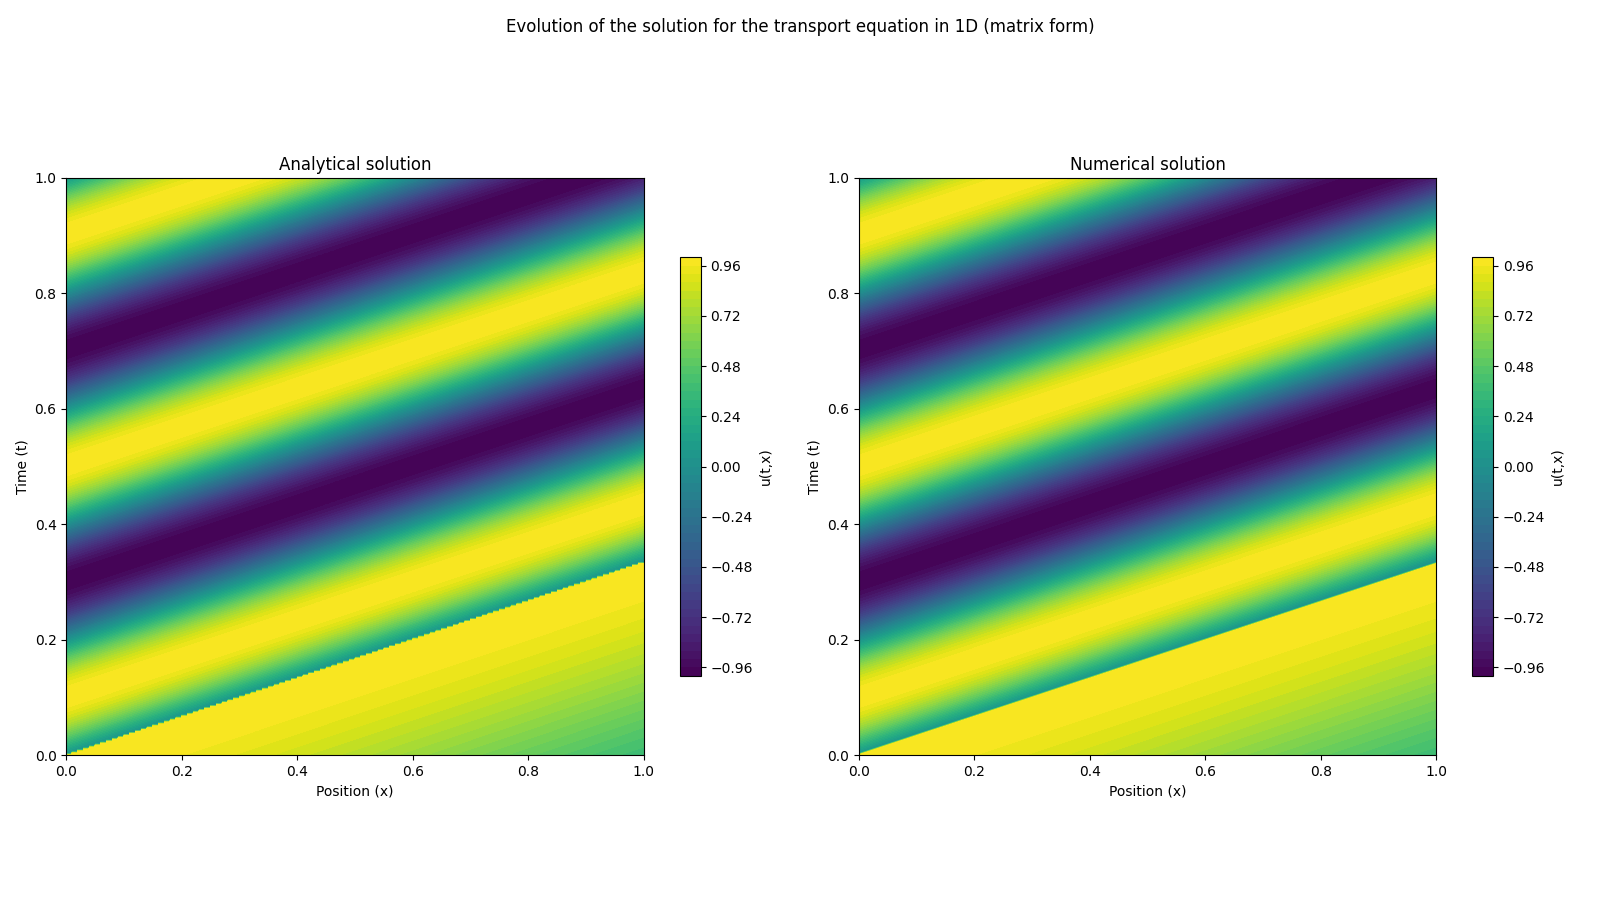 Evolution of the solution for the transport equation in 1D (matrix form)
Analytical solution
1.0
0.8
0.6
0.4
0.2
0.0
Time (t)
0.0 0.2 0.4 0.6 0.8 1.0
Position (x)
0.96
0.72
0.48
0.24
0.00
−0.24
−0.48
−0.72
−0.96
u(t,x)
Numerical solution
1.0
0.8
0.6
0.4
0.2
0.0
Time (t)
0.0 0.2 0.4 0.6 0.8 1.0
Position (x)
0.96
0.72
0.48
0.24
0.00
−0.24
−0.48
−0.72
−0.96
u(t,x)